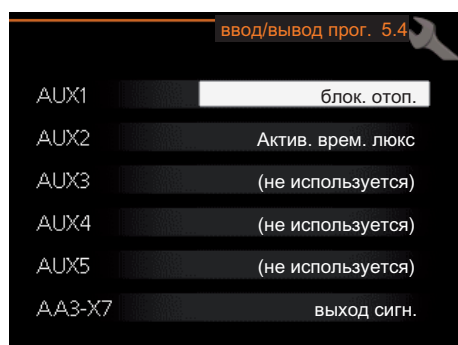 ввод/вывод прог. 5.4
AUX1 блок. отоп.
AUX2 Актив. врем. люкс
AUX3 (не используется)
AUX4 (не используется)
AUX5 (не используется)
AA3-X7 выход сигн.